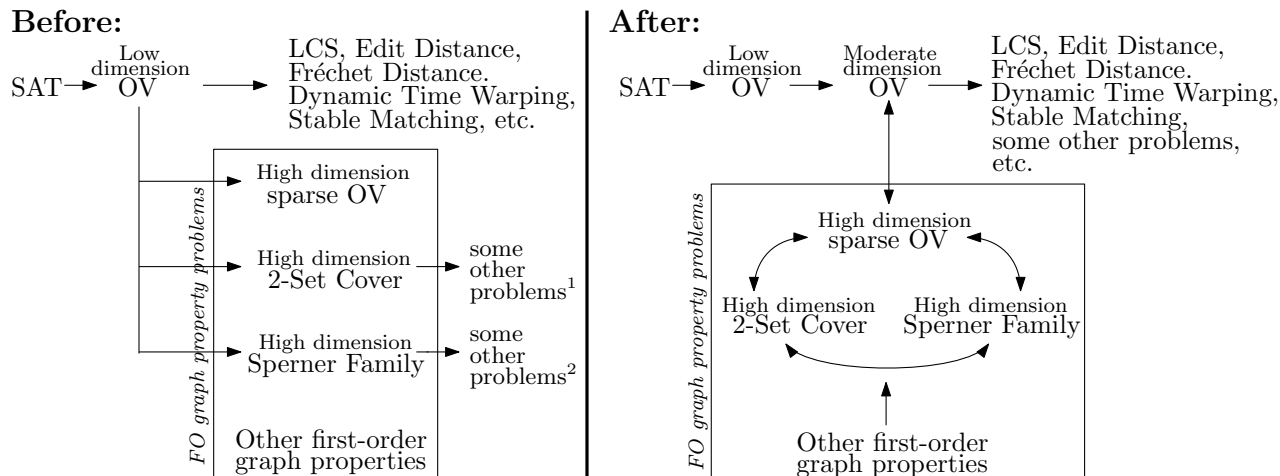 Before:
SAT
Low
dimension
OV
LCS, Edit Distance,
Fréchet Distance.
Dynamic Time Warping,
Stable Matching, etc.
FO graph property problems
High dimension
sparse OV
High dimension
2-Set Cover
some
other
problems¹
High dimension
Sperner Family
some
other
problems²
Other first-order
graph properties
After:
SAT
Low
dimension
OV
Moderate
dimension
OV
LCS, Edit Distance,
Fréchet Distance.
Dynamic Time Warping,
Stable Matching,
some other problems,
etc.
FO graph property problems
High dimension
sparse OV
High dimension
2-Set Cover
High dimension
Sperner Family
Other first-order
graph properties